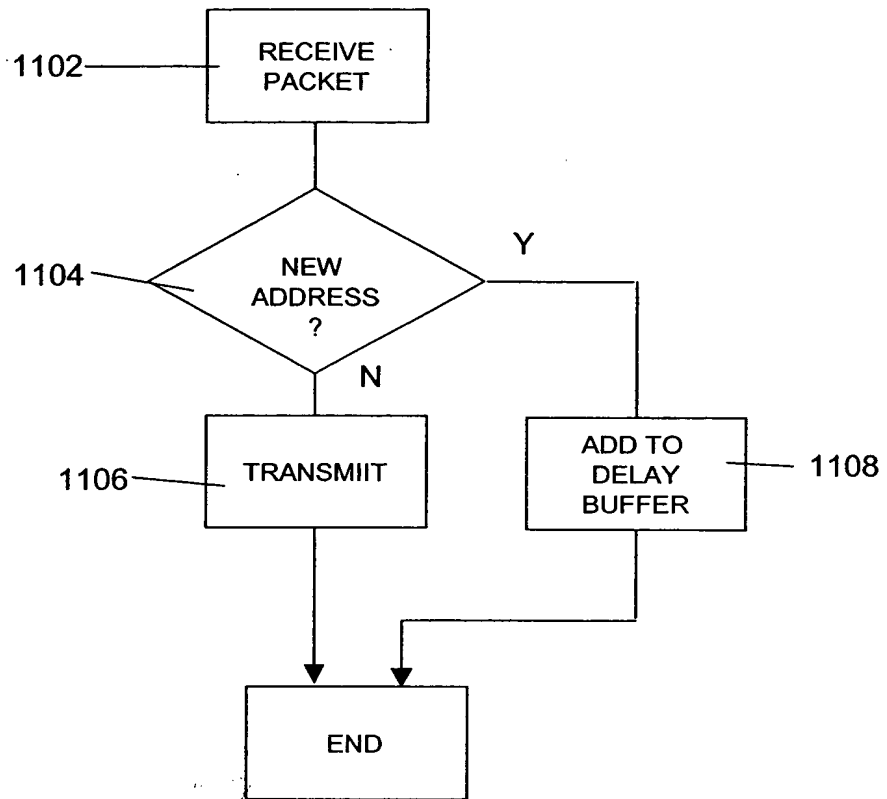 RECEIVE
PACKET
1102
NEW
ADDRESS
?
1104
Y
N
TRANSMIIT
1106
ADD TO
DELAY
BUFFER
1108
END